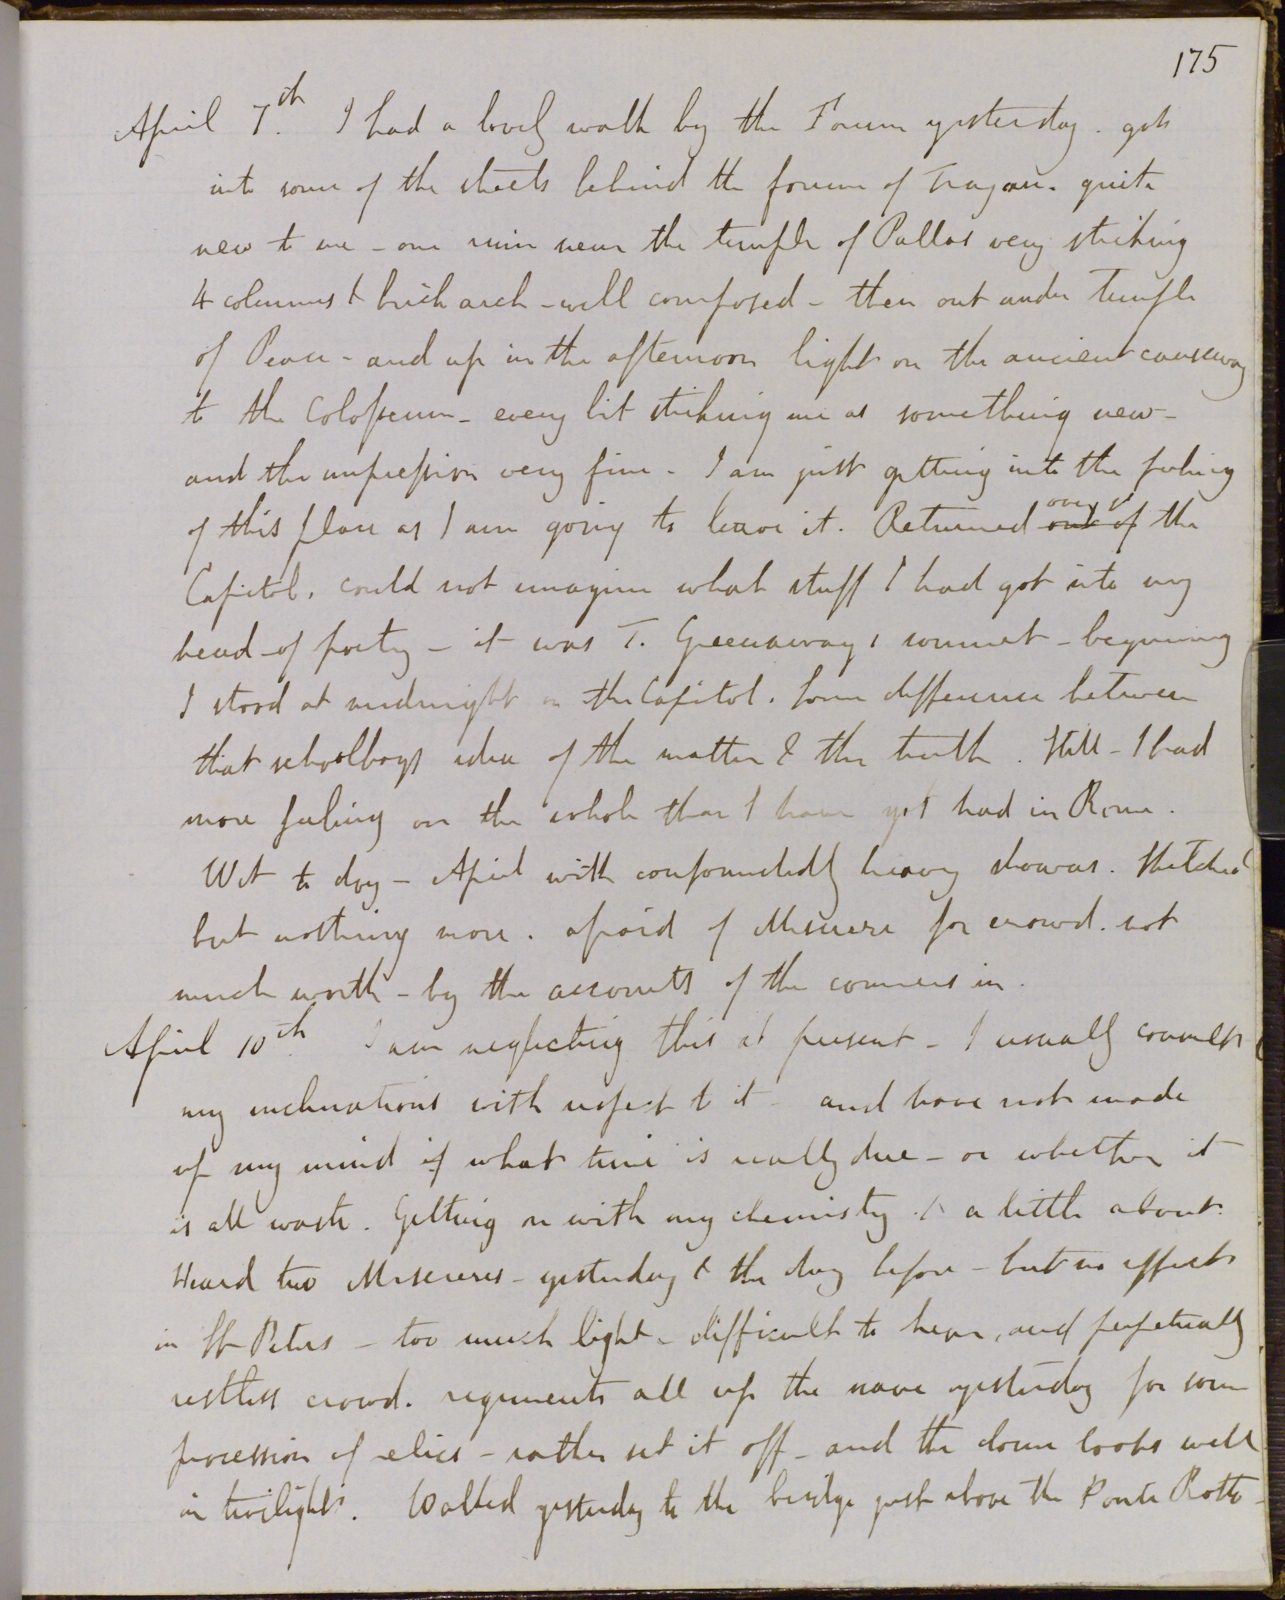 175
April 7th. I had a lovely walk by the Forum yesterday. got
into some of the streets behind the forum of Trajan. quite
new to me - one ruin near the temple of Pallas very striking
4 columns & brick arch - well composed - then out under Temple
of Peace - and up in the afternoon light on the ancient causeway
to the Colosseum - every bit striking me as something new -
and the impression very fine - I am just getting into the feeling
of this place as I am going to leave it. Returned over out of the
Capitol. could not imagine what stuff I had got into my
head - of poetry - it was T. Greenaways sonnet - beginning
I stood at midnight on the Capitol. Some difference between
that schoolboys idea of the matter & the truth. Still - I had
more feeling on the whole than I have yet had in Rome.
Wet to day - April with confoundedly heavy showers. Sketched
but nothing more. afraid of Miserere for crowd. not
much worth - by the accounts of the comers in.
April 10th. I am neglecting this at present - I usually consult
my inclinations with respect to it - and have not made
up my mind of what time is really due - or whether it
is all waste. Getting on with my chemistry & a little about.
Heard two Misereres - yesterday & the day before - but no effect
in St Peters - too much light - difficult to hear, and perpetually
restless crowd. regiments all up the nave yesterday for some
procession of relics - rather set it off - and the dome looks well
in twilight. Walked yesterday to the bridge just above the Ponte Rotto -